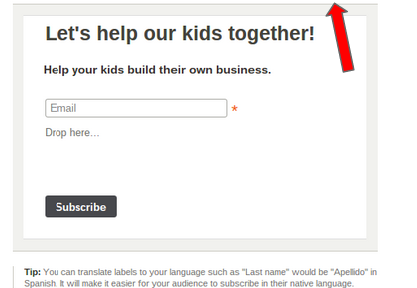 Let's help our kids together!
Help your kids build their own business.
Email *
Drop here...
Subscribe
Tip: You can translate labels to your language such as "Last name" would be "Apellido" in
Spanish. It will make it easier for your audience to subscribe in their native language.